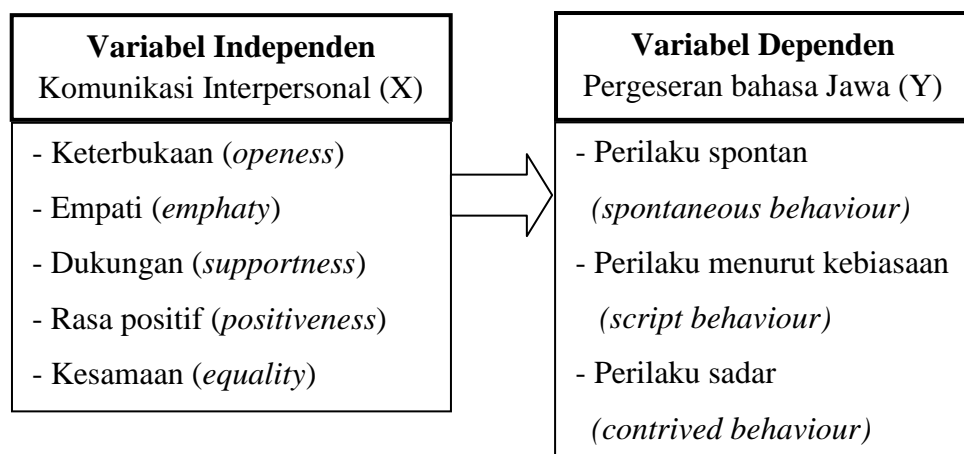 Variabel Independen
Komunikasi Interpersonal (X)
- Keterbukaan (openess)
- Empati (emphaty)
- Dukungan (supportness)
- Rasa positif (positiveness)
- Kesamaan (equality)
Variabel Dependen
Pergeseran bahasa Jawa (Y)
- Perilaku spontan
(spontaneous behaviour)
- Perilaku menurut kebiasaan
(script behaviour)
- Perilaku sadar
(contrived behaviour)